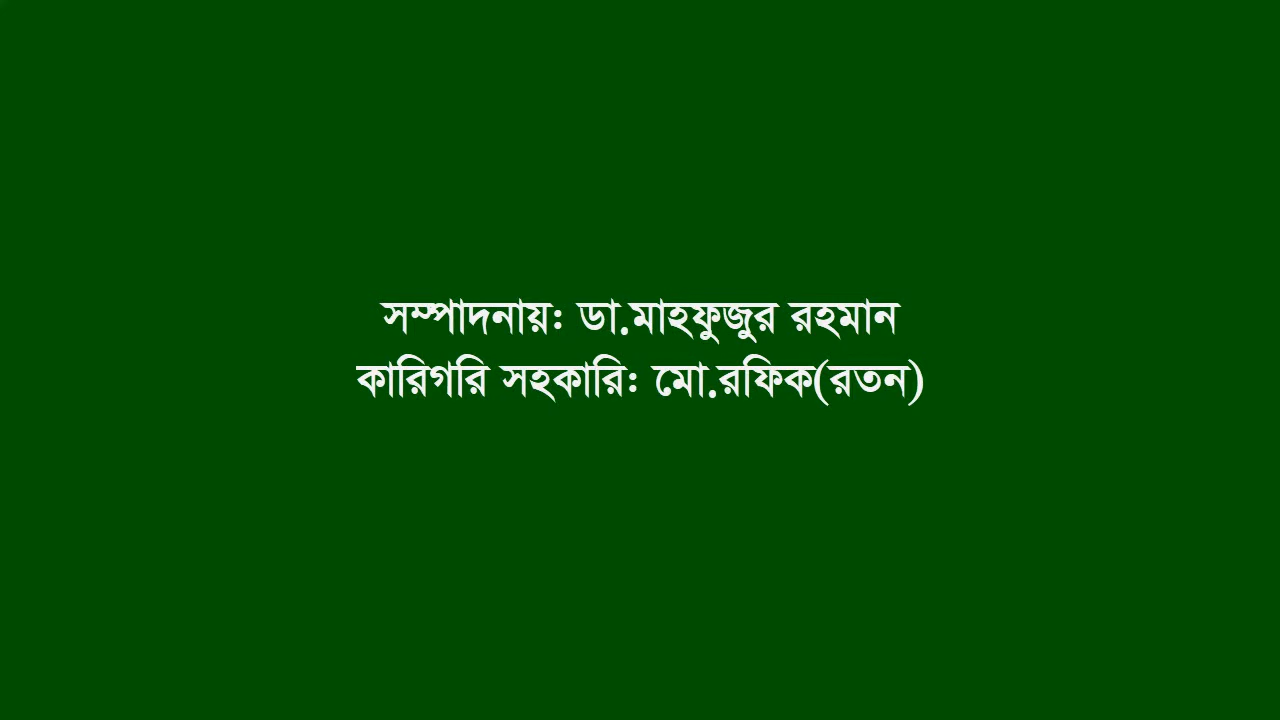 সম্পাদনায়: ডা.মাহফুজুর রহমান
কারিগরি সহকারি: মো.রফিক(রতন)